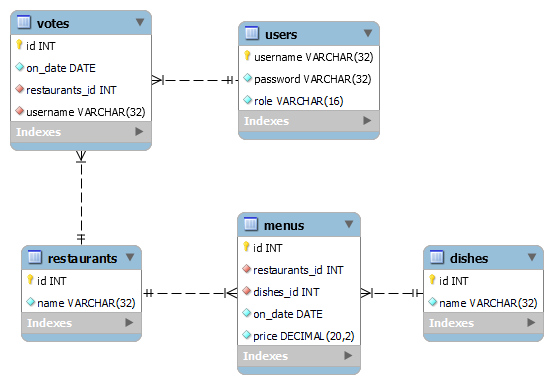 votes
id INT
on_date DATE
restaurants_id INT
username VARCHAR(32)
Indexes
users
username VARCHAR(32)
password VARCHAR(32)
role VARCHAR(16)
Indexes
restaurants
id INT
name VARCHAR(32)
Indexes
menus
id INT
restaurants_id INT
dishes_id INT
on_date DATE
price DECIMAL(20,2)
Indexes
dishes
id INT
name VARCHAR(32)
Indexes